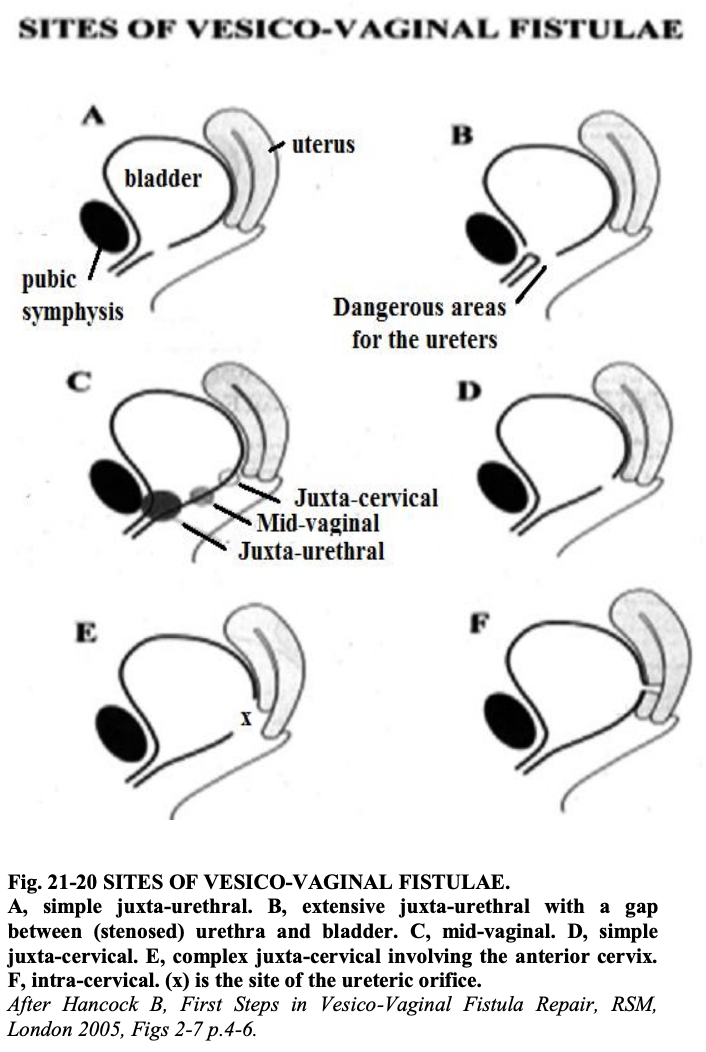 SITES OF VESICO-VAGINAL FISTULAE
A
uterus
bladder
pubic
symphysis
B
Dangerous areas
for the ureters
C
Juxta-cervical
Mid-vaginal
Juxta-urethral
D
E
x
F
Fig. 21-20 SITES OF VESICO-VAGINAL FISTULAE.
A, simple juxta-urethral. B, extensive juxta-urethral with a gap
between (stenosed) urethra and bladder. C, mid-vaginal. D, simple
juxta-cervical. E, complex juxta-cervical involving the anterior cervix.
F, intra-cervical. (x) is the site of the ureteric orifice.
After Hancock B, First Steps in Vesico-Vaginal Fistula Repair, RSM,
London 2005, Figs 2-7 p.4-6.